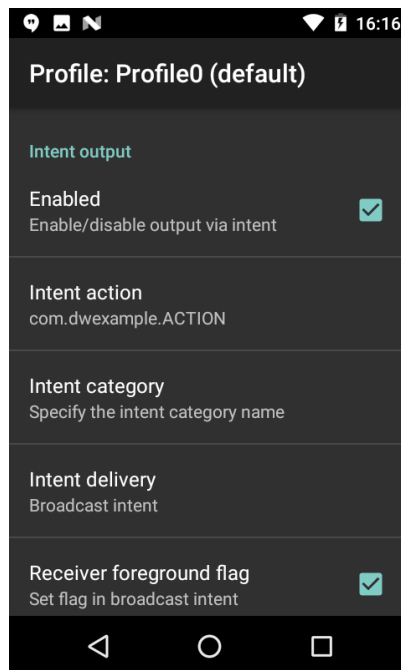 16:16
Profile: Profile0 (default)
Intent output
Enabled
Enable/disable output via intent
Intent action
com.dwexample.ACTION
Intent category
Specify the intent category name
Intent delivery
Broadcast intent
Receiver foreground flag
Set flag in broadcast intent